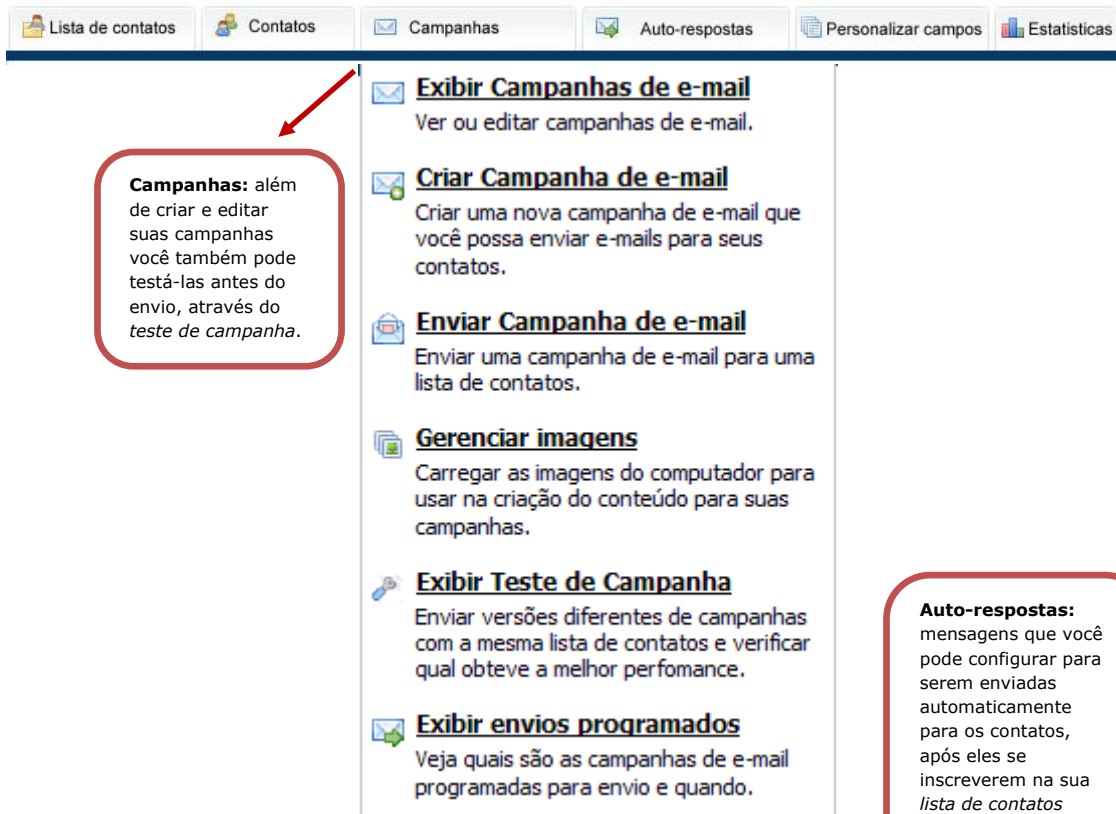 Lista de contatos Contatos Campanhas Auto-respostas Personalizar campos Estatisticas
Exibir Campanhas de e-mail
Ver ou editar campanhas de e-mail.
Criar Campanha de e-mail
Criar uma nova campanha de e-mail que
você possa enviar e-mails para seus
contatos.
Enviar Campanha de e-mail
Enviar uma campanha de e-mail para uma
lista de contatos.
Gerenciar imagens
Carregar as imagens do computador para
usar na criação do conteúdo para suas
campanhas.
Exibir Teste de Campanha
Enviar versões diferentes de campanhas
com a mesma lista de contatos e verificar
qual obteve a melhor perfomance.
Exibir envios programados
Veja quais são as campanhas de e-mail
programadas para envio e quando.
Campanhas: além
de criar e editar
suas campanhas
você também pode
testá-las antes do
envio, através do
teste de campanha.
Auto-respostas:
mensagens que você
pode configurar para
serem enviadas
automaticamente
para os contatos,
após eles se
inscreverem na sua
lista de contatos